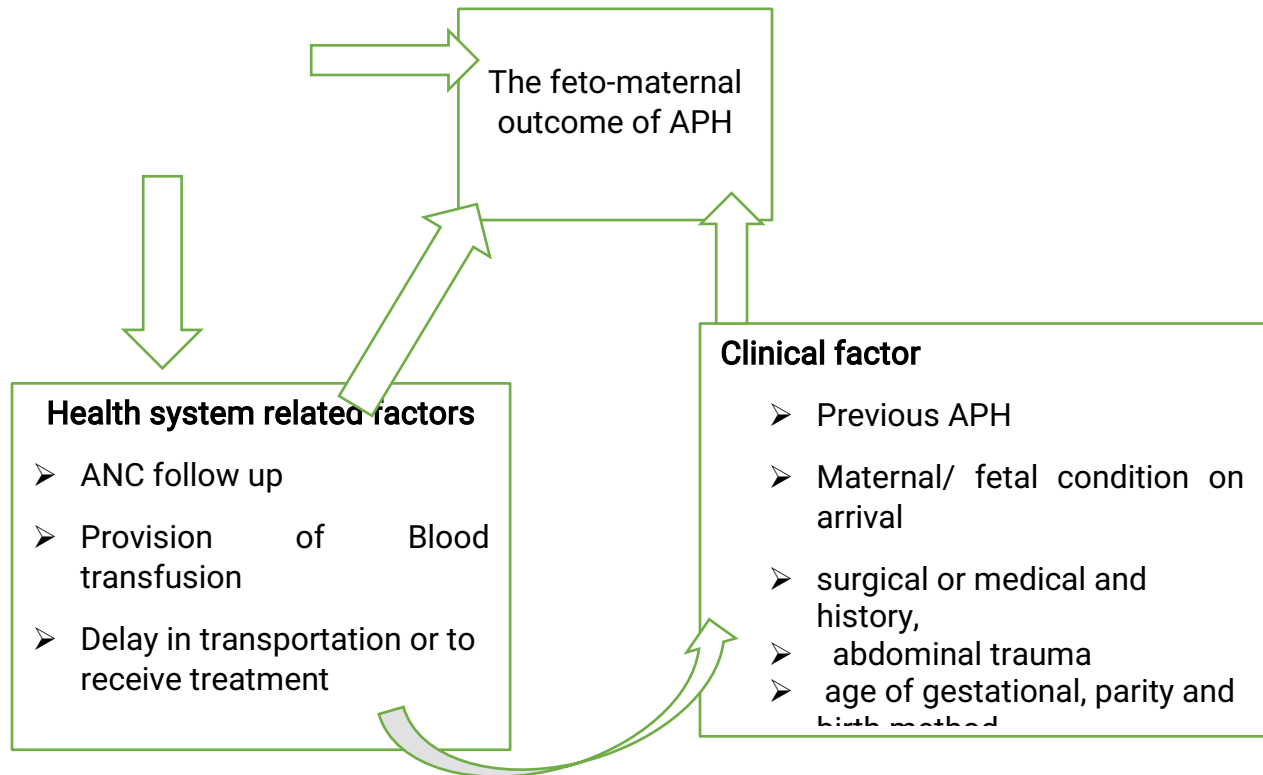 The feto-maternal
outcome of APH
Health system related factors
➢ ANC follow up
➢ Provision of Blood
transfusion
➢ Delay in transportation or to
receive treatment
Clinical factor
➢ Previous APH
➢ Maternal/ fetal condition on
arrival
➢ surgical or medical and
history,
➢ abdominal trauma
➢ age of gestational, parity and
birth method